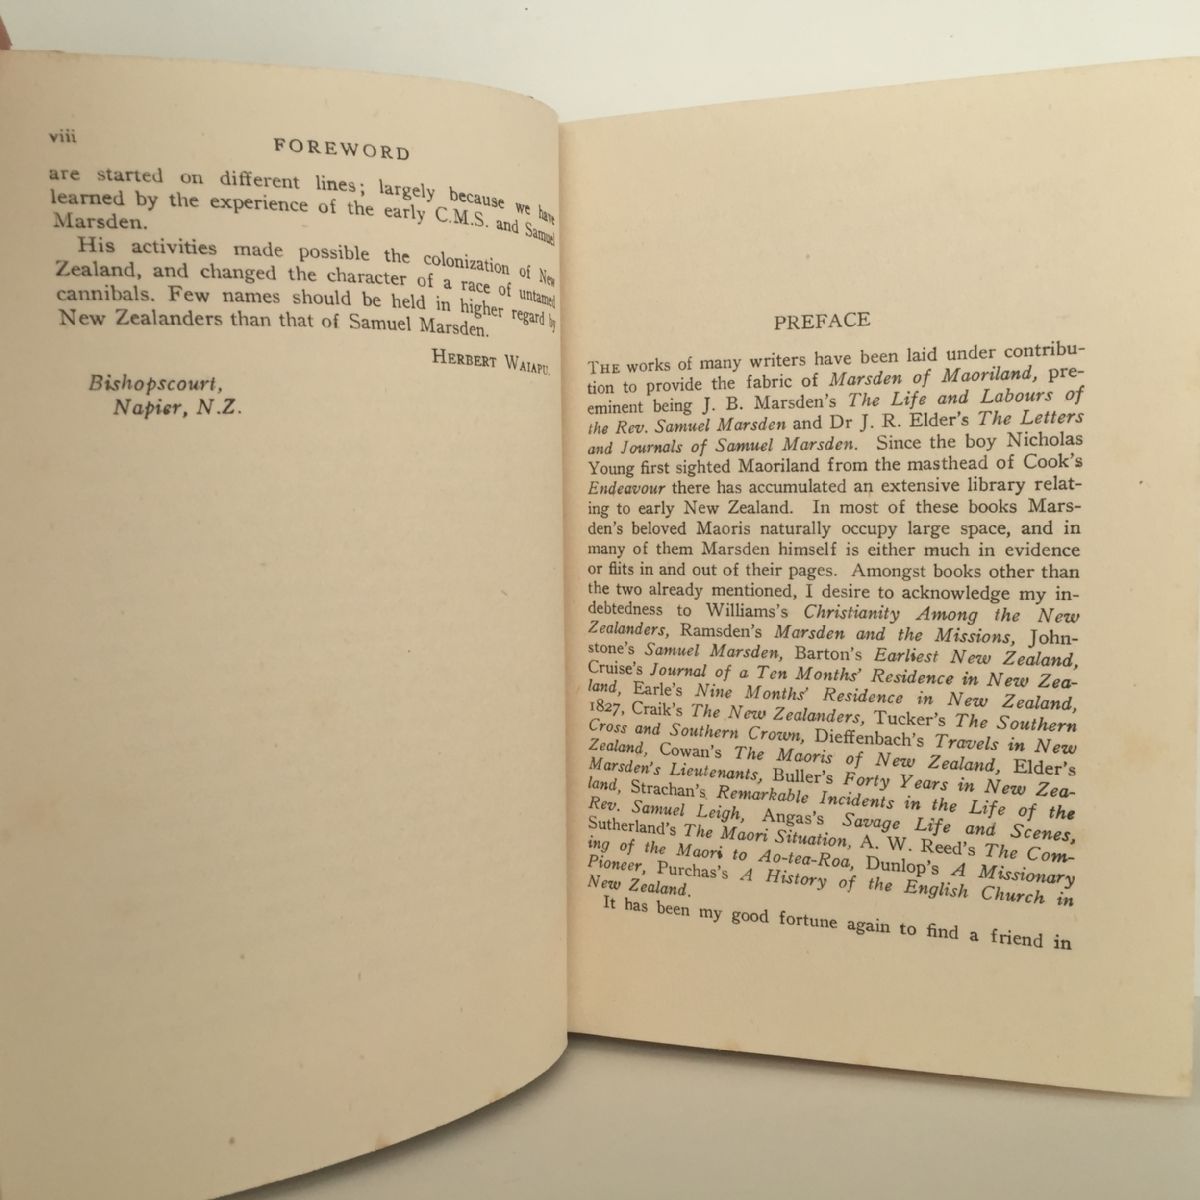 viii
FOREWORD
are started on different lines; largely because we have
learned by the experience of the early C.M.S. and Samuel
Marsden.
His activities made possible the colonization of New
Zealand, and changed the character of a race of untamed
cannibals. Few names should be held in higher regard by
New Zealanders than that of Samuel Marsden.
HERBERT WAIAPU.
Bishopscourt,
Napier, N.Z.
PREFACE
THE works of many writers have been laid under contribu-
tion to provide the fabric of Marsden of Maoriland, pre-
eminent being J. B. Marsden's The Life and Labours of
the Rev. Samuel Marsden and Dr J. R. Elder's The Letters
and Journals of Samuel Marsden. Since the boy Nicholas
Young first sighted Maoriland from the masthead of Cook's
Endeavour there has accumulated an extensive library relat-
ing to early New Zealand. In most of these books Mars-
den's beloved Maoris naturally occupy large space, and in
many of them Marsden himself is either much in evidence
or flits in and out of their pages. Amongst books other than
the two already mentioned, I desire to acknowledge my in-
debtedness to Williams's Christianity Among the New
Zealanders, Ramsden's Marsden and the Missions, John-
stone's Samuel Marsden, Barton's Earliest New Zealand,
Cruise's Journal of a Ten Months' Residence in New Zea-
land, Earle's Nine Months' Residence in New Zealand,
1827, Craik's The New Zealanders, Tucker's The Southern
Cross and Southern Crown, Dieffenbach's Travels in New
Zealand, Cowan's The Maoris of New Zealand, Elder's
Marsden's Lieutenants, Buller's Forty Years in New Zea-
land, Strachan's Remarkable Incidents in the Life of the
Rev. Samuel Leigh, Angas's Savage Life and Scenes,
Sutherland's The Maori Situation, A. W. Reed's The Com-
ing of the Maori to Ao-tea-Roa, Dunlop's A Missionary
Pioneer, Purchas's A History of the English Church in
New Zealand.
It has been my good fortune again to find a friend in